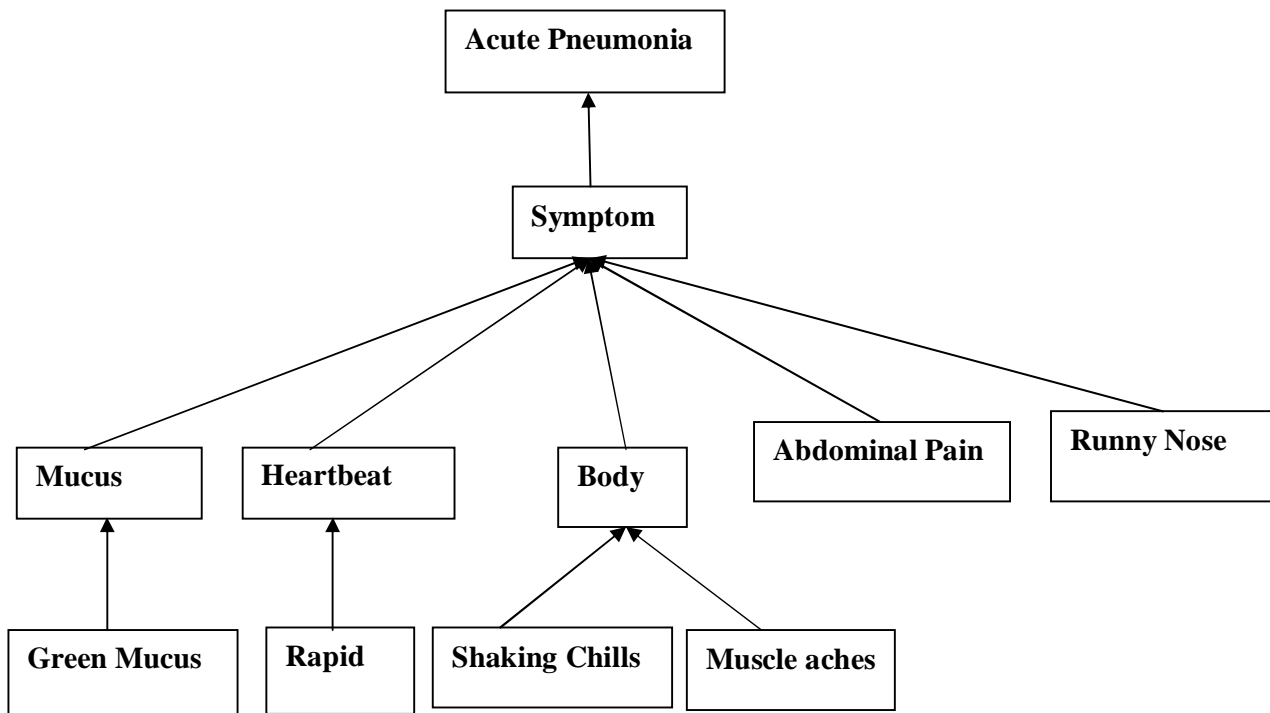 Acute Pneumonia
Symptom
Mucus
Heartbeat
Body
Abdominal Pain
Runny Nose
Green Mucus
Rapid
Shaking Chills
Muscle aches